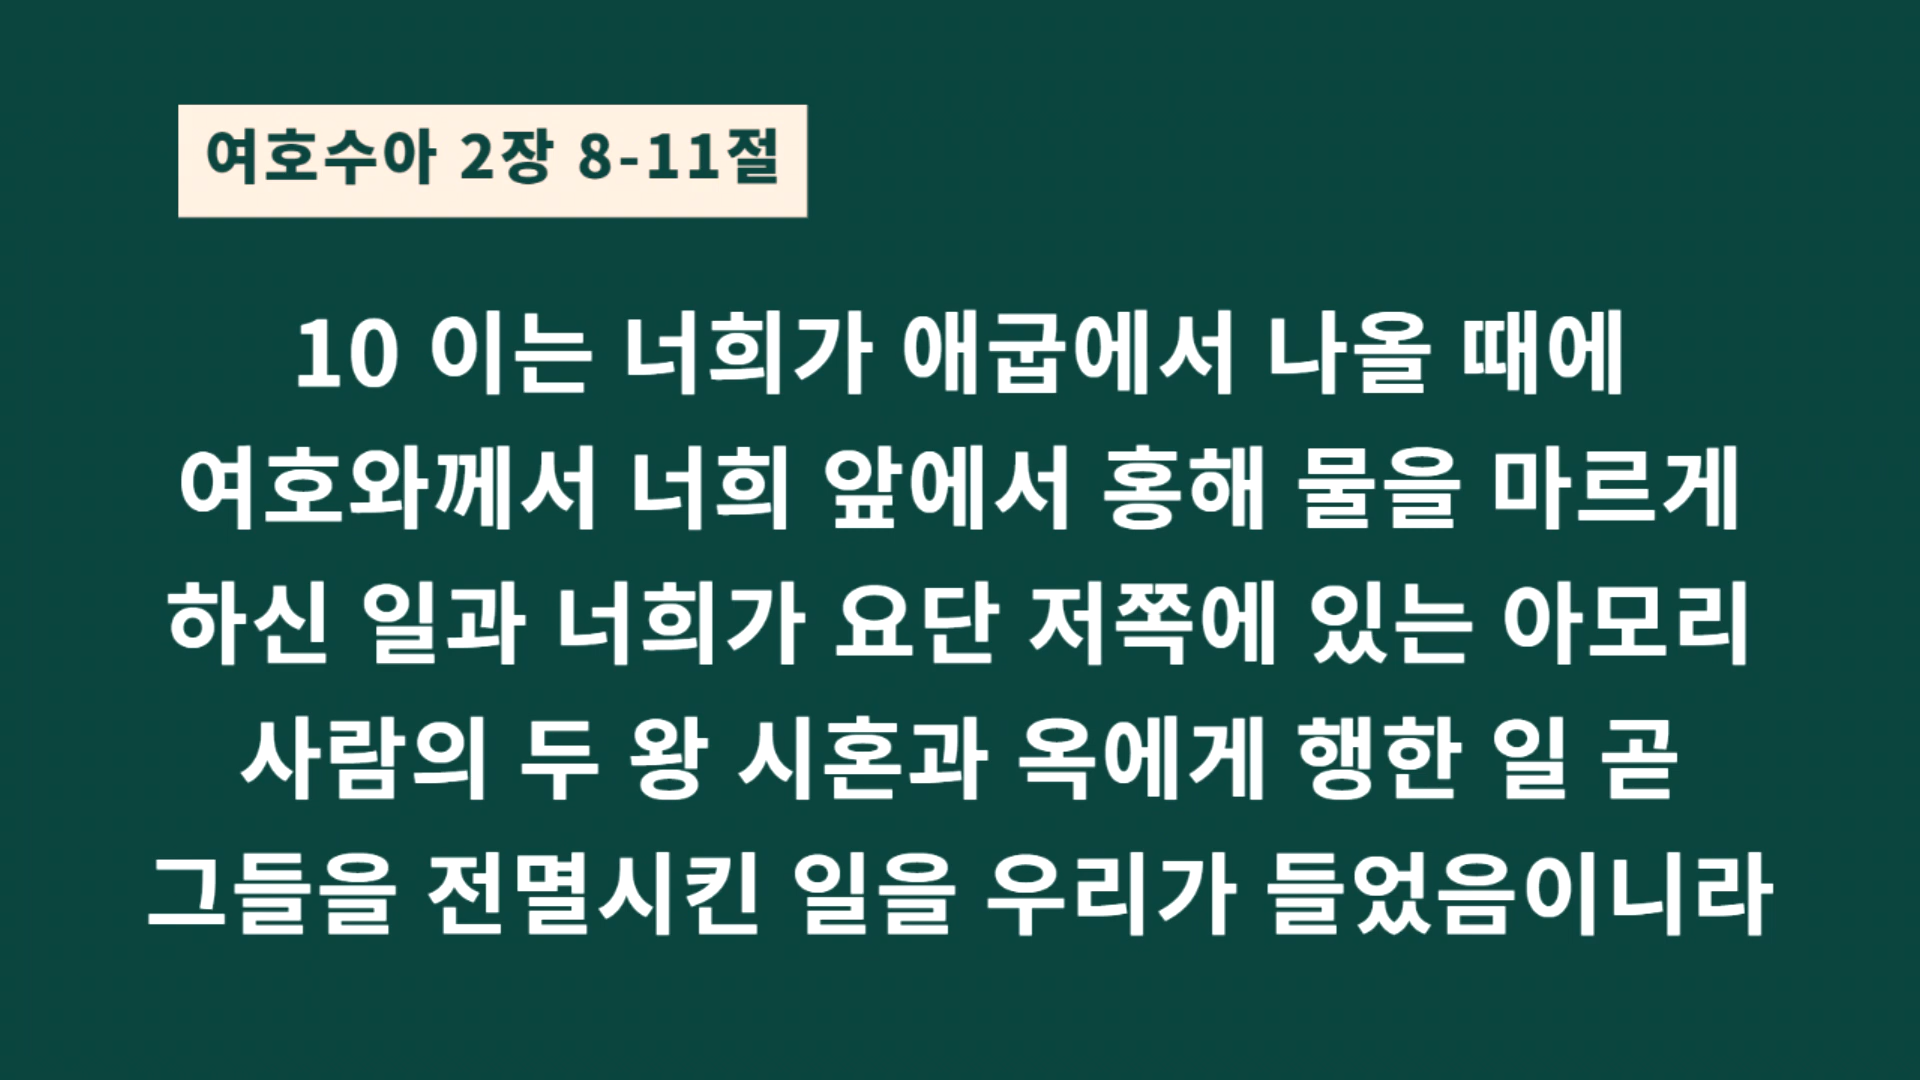 여호수아 2장 8-11절
10 이는 너희가 애굽에서 나올 때에
여호와께서 너희 앞에서 홍해 물을 마르게
하신 일과 너희가 요단 저쪽에 있는 아모리
사람의 두 왕 시혼과 옥에게 행한 일 곧
그들을 전멸시킨 일을 우리가 들었음이니라